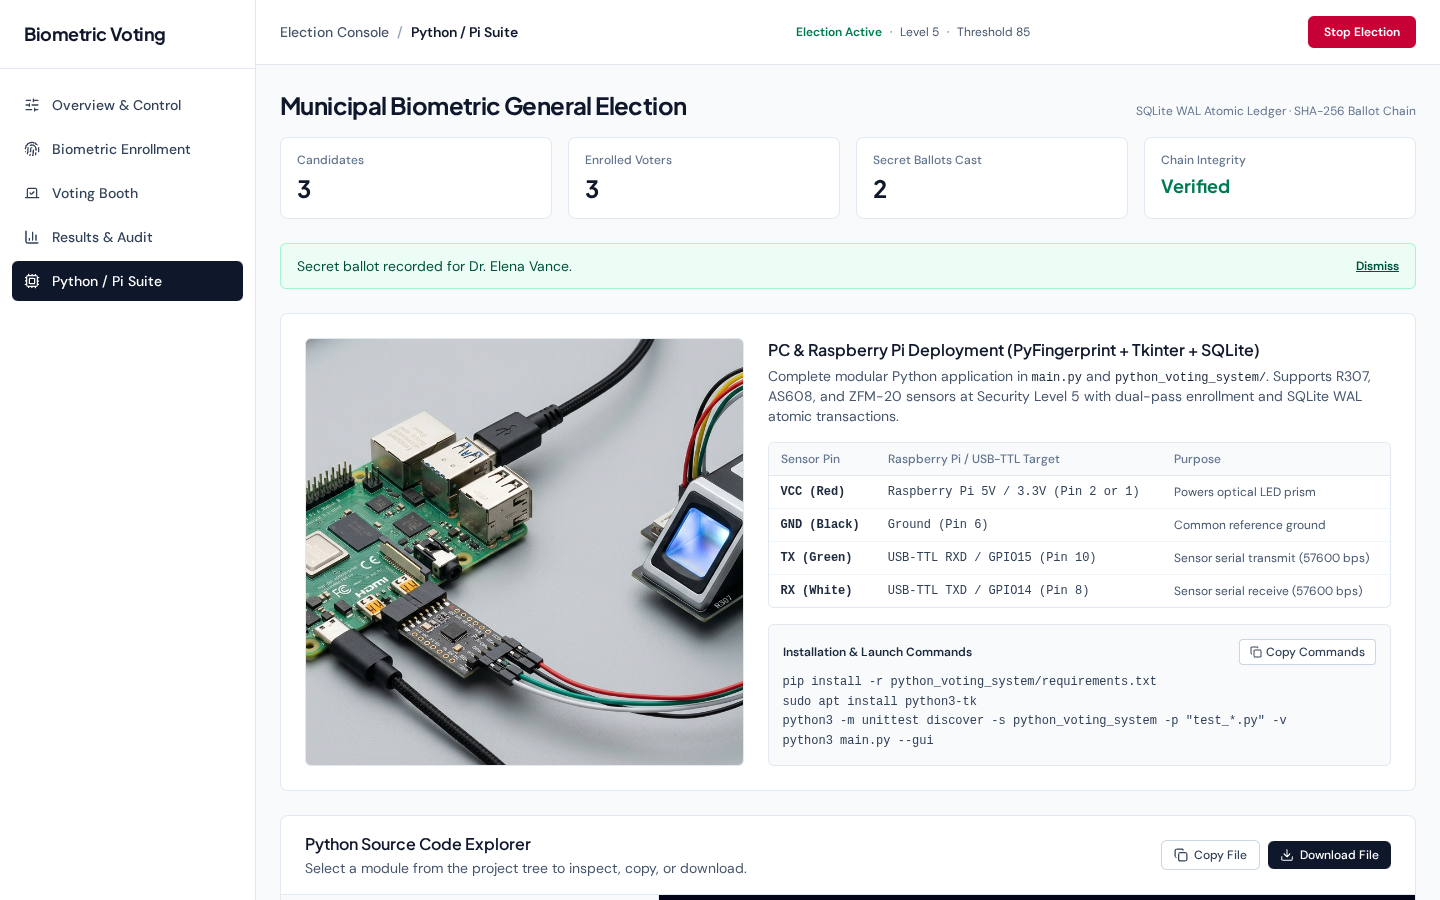 Biometric Voting
Election Console / Python / Pi Suite
Election Active · Level 5 · Threshold 85
Stop Election
Overview & Control
Biometric Enrollment
Voting Booth
Results & Audit
Python / Pi Suite
Municipal Biometric General Election
SQLite WAL Atomic Ledger · SHA-256 Ballot Chain
Candidates
3
Enrolled Voters
3
Secret Ballots Cast
2
Chain Integrity
Verified
Secret ballot recorded for Dr. Elena Vance.
Dismiss
HDMI
FC CE
R307
PC & Raspberry Pi Deployment (PyFingerprint + Tkinter + SQLite)
Complete modular Python application in main.py and python_voting_system/. Supports R307,
AS608, and ZFM-20 sensors at Security Level 5 with dual-pass enrollment and SQLite WAL
atomic transactions.
Sensor Pin Raspberry Pi / USB-TTL Target Purpose
VCC (Red) Raspberry Pi 5V / 3.3V (Pin 2 or 1) Powers optical LED prism
GND (Black) Ground (Pin 6) Common reference ground
TX (Green) USB-TTL RXD / GPIO15 (Pin 10) Sensor serial transmit (57600 bps)
RX (White) USB-TTL TXD / GPIO14 (Pin 8) Sensor serial receive (57600 bps)
Installation & Launch Commands
Copy Commands
pip install -r python_voting_system/requirements.txt
sudo apt install python3-tk
python3 -m unittest discover -s python_voting_system -p "test_*.py" -v
python3 main.py --gui
Python Source Code Explorer
Select a module from the project tree to inspect, copy, or download.
Copy File
Download File